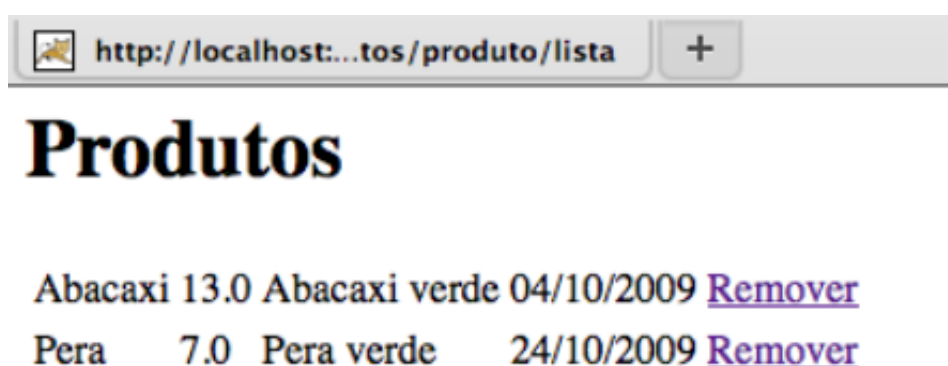 http://localhost:...tos/produto/lista +
Produtos
Abacaxi 13.0 Abacaxi verde 04/10/2009 Remover
Pera 7.0 Pera verde 24/10/2009 Remover